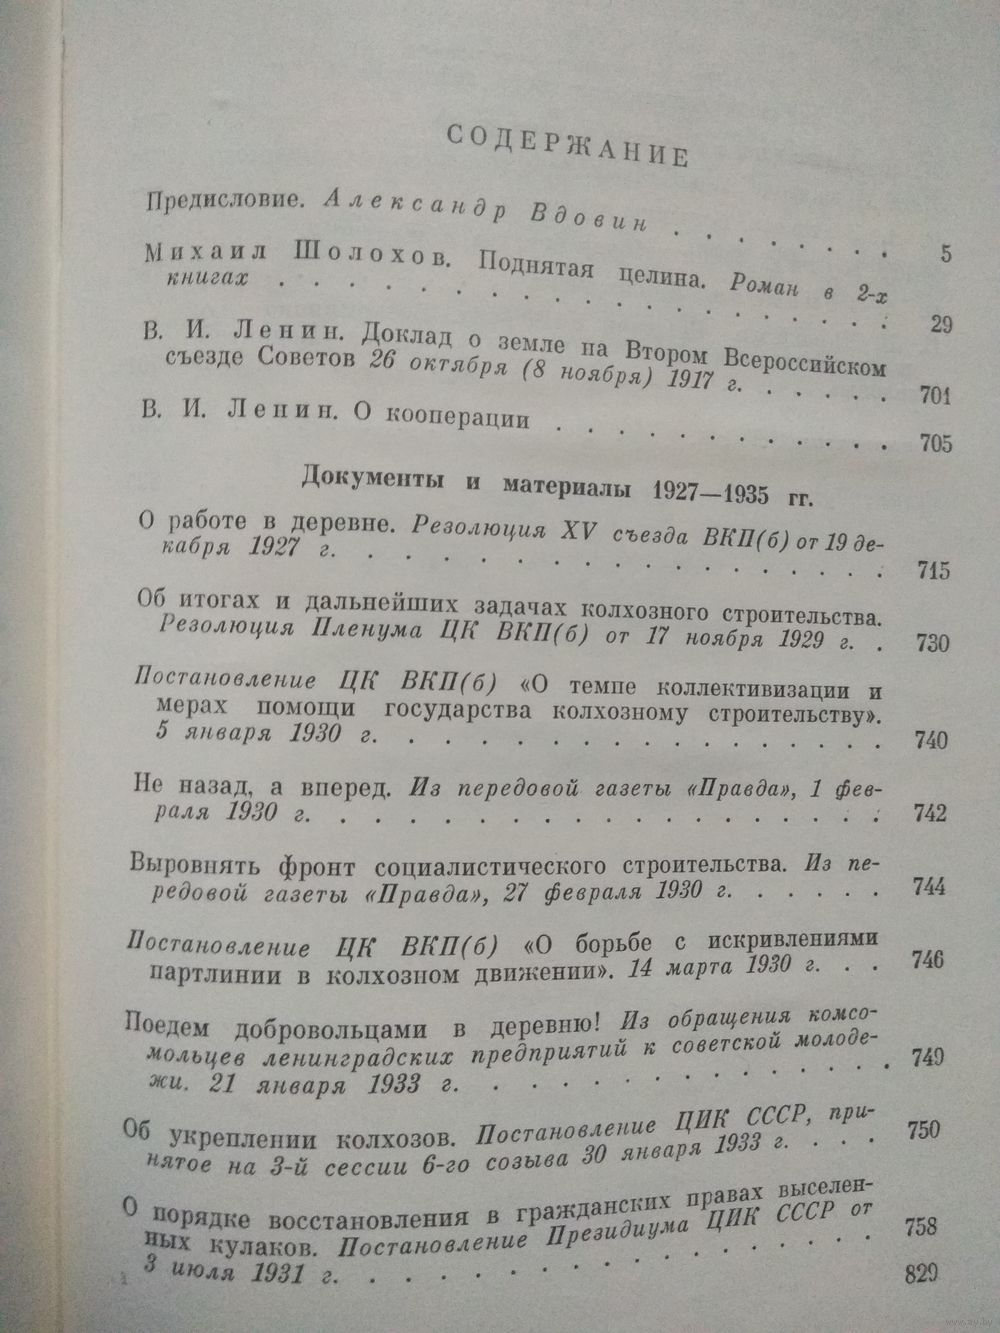 СОДЕРЖАНИЕ
Предисловие. Александр Вдовин . . . . . . . . 5
Михаил Шолохов. Поднятая целина. Роман в 2-х
книгах . . . . . . . . . . . . . . . . . . 29
В. И. Ленин. Доклад о земле на Втором Всероссийском
съезде Советов 26 октября (8 ноября) 1917 г. . . . . . 701
В. И. Ленин. О кооперации . . . . . . . . . . . 705
Документы и материалы 1927—1935 гг.
О работе в деревне. Резолюция XV съезда ВКП(б) от 19 де-
кабря 1927 г. . . . . . . . . . . . . . . . . . 715
Об итогах и дальнейших задачах колхозного строительства.
Резолюция Пленума ЦК ВКП(б) от 17 ноября 1929 г. . 730
Постановление ЦК ВКП(б) «О темпе коллективизации и
мерах помощи государства колхозному строительству».
5 января 1930 г. . . . . . . . . . . . . . . . 740
Не назад, а вперед. Из передовой газеты «Правда», 1 фев-
раля 1930 г. . . . . . . . . . . . . . . . . . 742
Выровнять фронт социалистического строительства. Из пе-
редовой газеты «Правда», 27 февраля 1930 г. . . . . . 744
Постановление ЦК ВКП(б) «О борьбе с искривлениями
партлинии в колхозном движении». 14 марта 1930 г. . . 746
Поедем добровольцами в деревню! Из обращения комсо-
мольцев ленинградских предприятий к советской молоде-
жи. 21 января 1933 г. . . . . . . . . . . . . . 749
Об укреплении колхозов. Постановление ЦИК СССР, при-
нятое на 3-й сессии 6-го созыва 30 января 1933 г. . . . 750
О порядке восстановления в гражданских правах выселен-
ных кулаков. Постановление Президиума ЦИК СССР от
3 июля 1931 г. . . . . . . . . . . . . . . . . 758
829